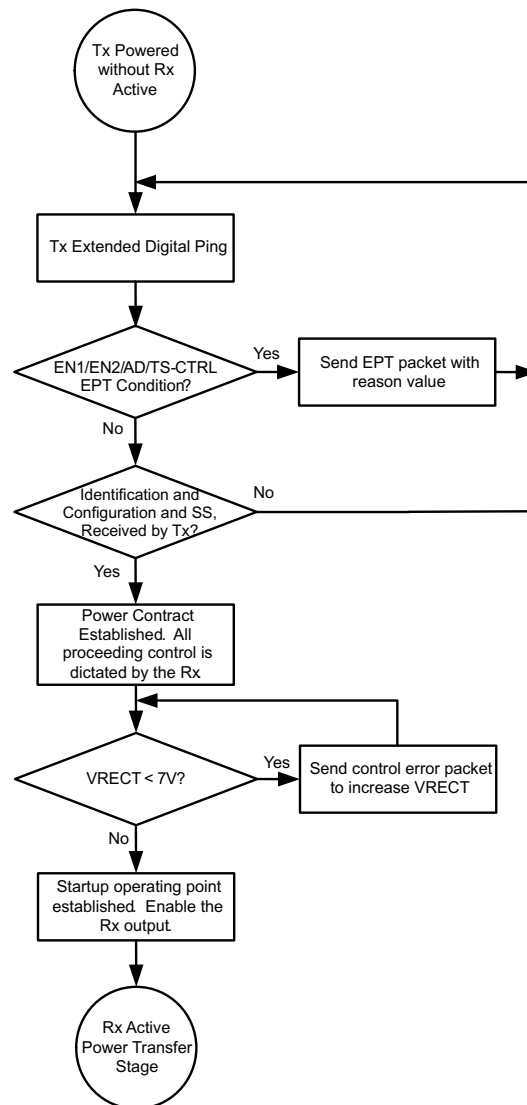 Tx Powered
without Rx
Active
Tx Extended Digital Ping
EN1/EN2/AD/TS-CTRL
EPT Condition?
Yes
Send EPT packet with
reason value
No
Identification and
Configuration and SS,
Received by Tx?
No
Yes
Power Contract
Established. All
proceeding control is
dictated by the Rx
VRECT < 7V?
Yes
Send control error packet
to increase VRECT
No
Startup operating point
established. Enable the
Rx output.
Rx Active
Power Transfer
Stage